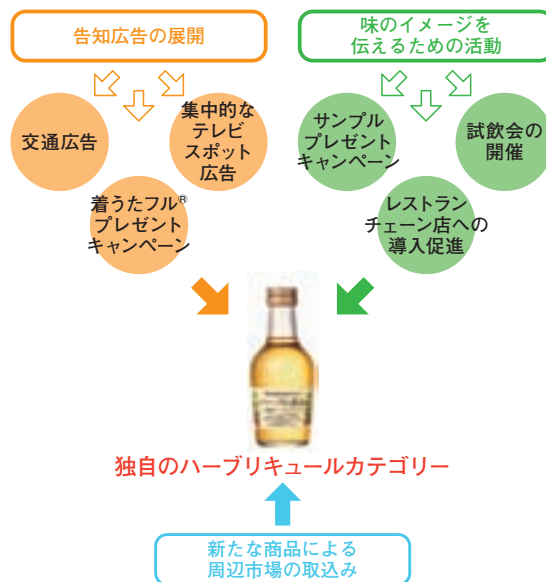 告知広告の展開
味のイメージを
伝えるための活動
交通広告
集中的な
テレビ
スポット
広告
着うたフル®
プレゼント
キャンペーン
サンプル
プレゼント
キャンペーン
試飲会の
開催
レストラン
チェーン店への
導入促進
独自のハーブリキュールカテゴリー
新たな商品による
周辺市場の取込み